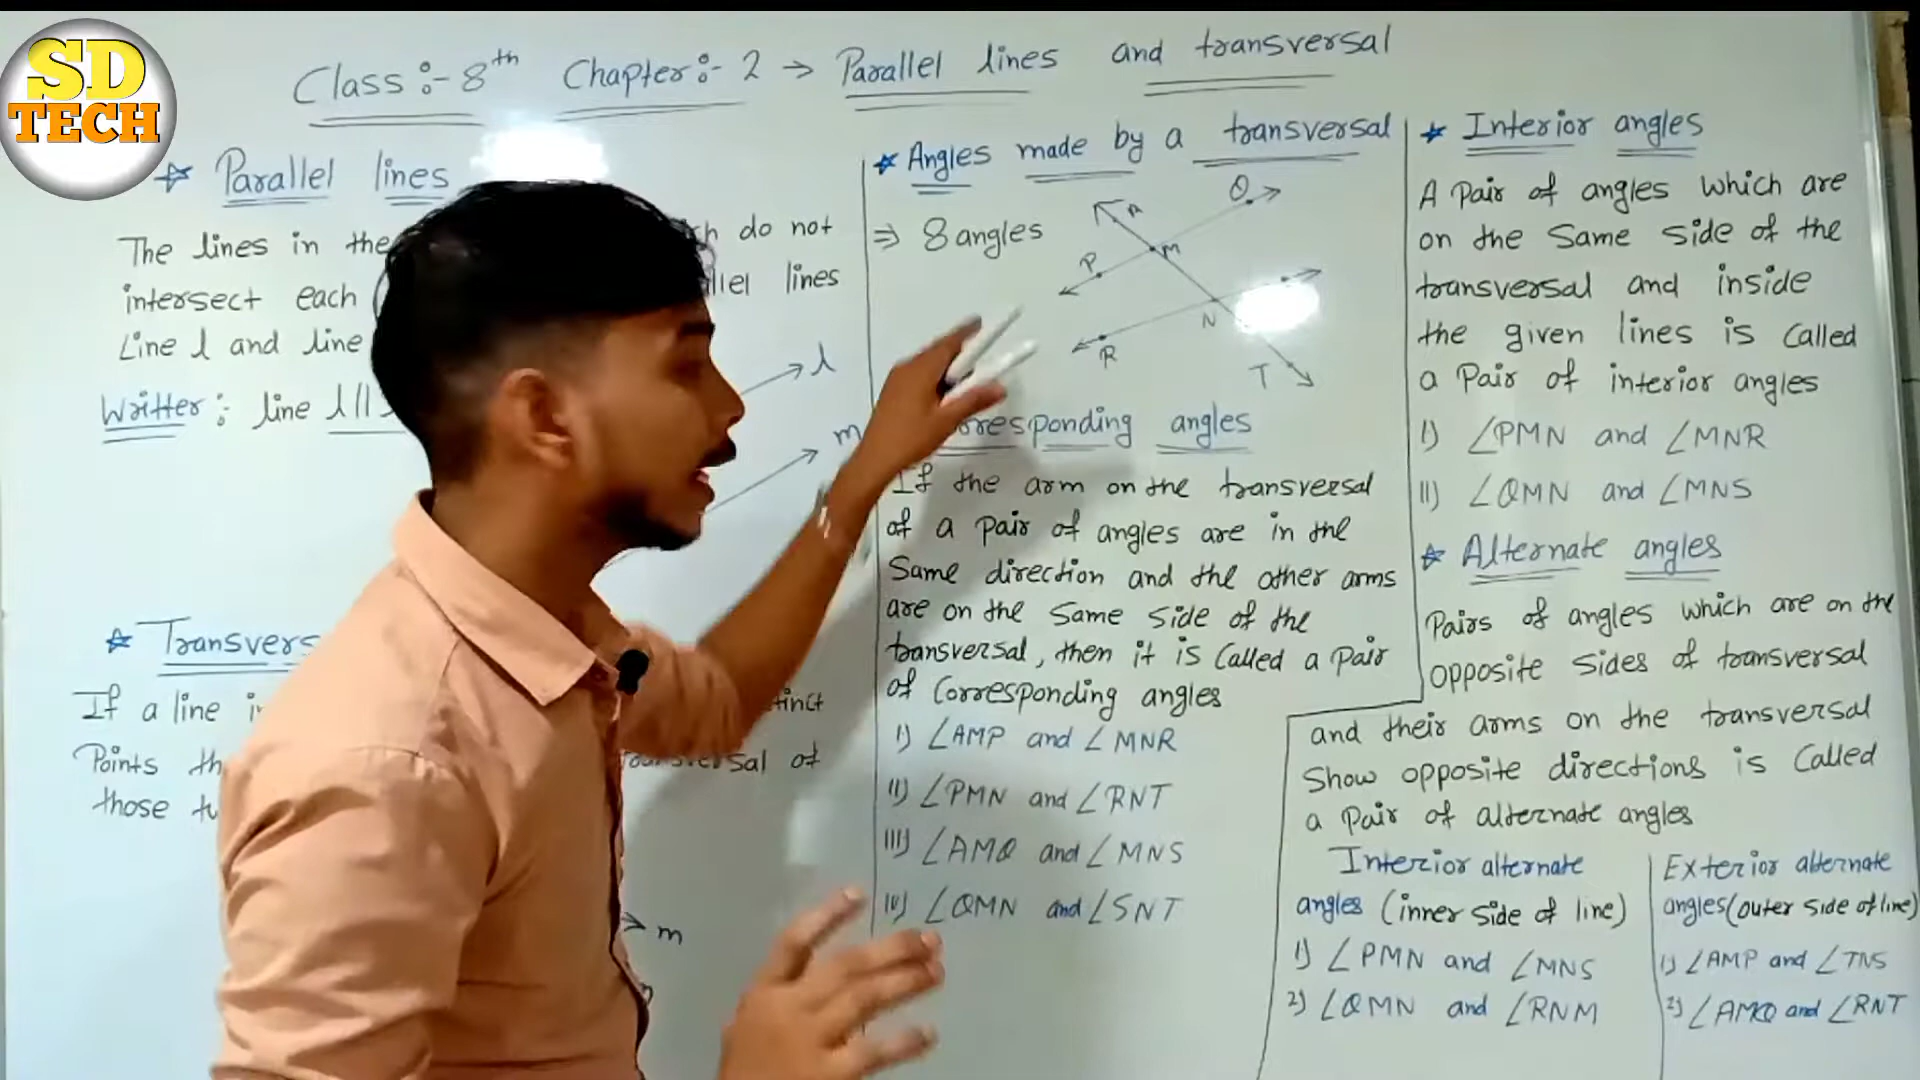 SD
TECH
Class:- 8th Chapter:- 2 → Parallel lines and transversal
☆ Parallel lines
The lines in the do not
intersect each lines
Line l and line
Writter: line l||
l
m
☆ Transvers
If a line tinct
Points of
those
m
☆ Angles made by a transversal
⇒ 8 angles
A
Q
P
M
N
R
T
Corresponding angles
If the arm on the transversal
of a pair of angles are in the
Same direction and the other arms
are on the Same Side of the
transversal, then it is Called a pair
of Corresponding angles
I) ∠AMP and ∠MNR
II) ∠PMN and ∠RNT
III) ∠AMQ and ∠MNS
IV) ∠QMN and ∠SNT
☆ Interior angles
A Pair of angles which are
on the Same Side of the
transversal and inside
the given lines is Called
a Pair of interior angles
I) ∠PMN and ∠MNR
II) ∠QMN and ∠MNS
☆ Alternate angles
Pairs of angles which are on the
opposite sides of transversal
and their arms on the transversal
Show opposite directions is Called
a Pair of alternate angles
Interior alternate
angles (inner side of line)
1) ∠PMN and ∠MNS
2) ∠QMN and ∠RNM
Exterior alternate
angles (outer side of line)
1) ∠AMP and ∠TNS
2) ∠AMQ and ∠RNT